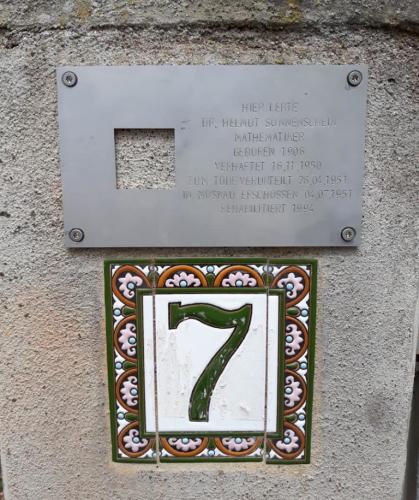 HIER LEBTE
DR. HELMUT SONNENSCHEIN
MATHEMATIKER
GEBOREN 1906
VERHAFTET 16.11.1950
ZUM TODE VERURTEILT 26.04.1951
IN MOSKAU ERSCHOSSEN 04.07.1951
REHABILITIERT 1994
7